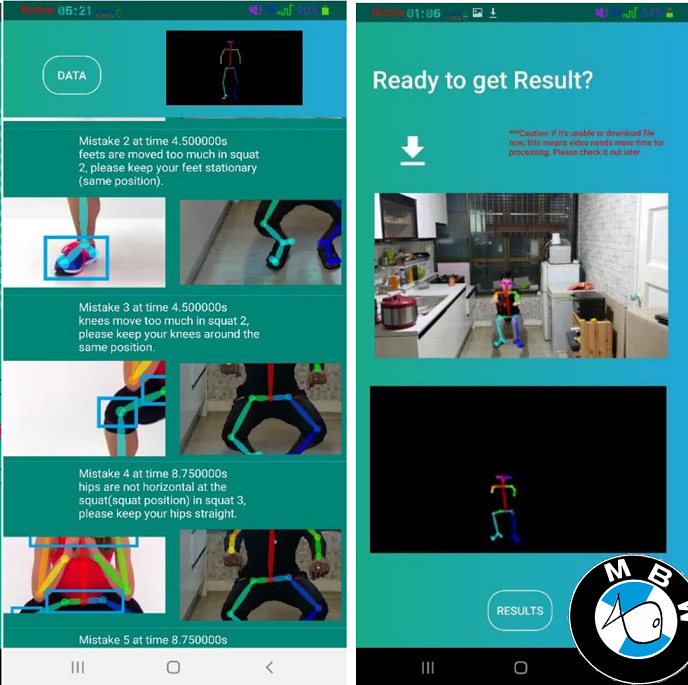 Verizon 05:21
90%
DATA
Mistake 2 at time 4.500000s
feets are moved too much in squat
2, please keep your feet stationary
(same position).
Mistake 3 at time 4.500000s
knees move too much in squat 2,
please keep your knees around the
same position.
Mistake 4 at time 8.750000s
hips are not horizontal at the
squat(squat position) in squat 3,
please keep your hips straight.
Mistake 5 at time 8.750000s
Verizon 01:06
54%
Ready to get Result?
***Caution: if it's unable to download file
now, this means video needs more time for
processing. Please check it out later
RESULTS
MBW